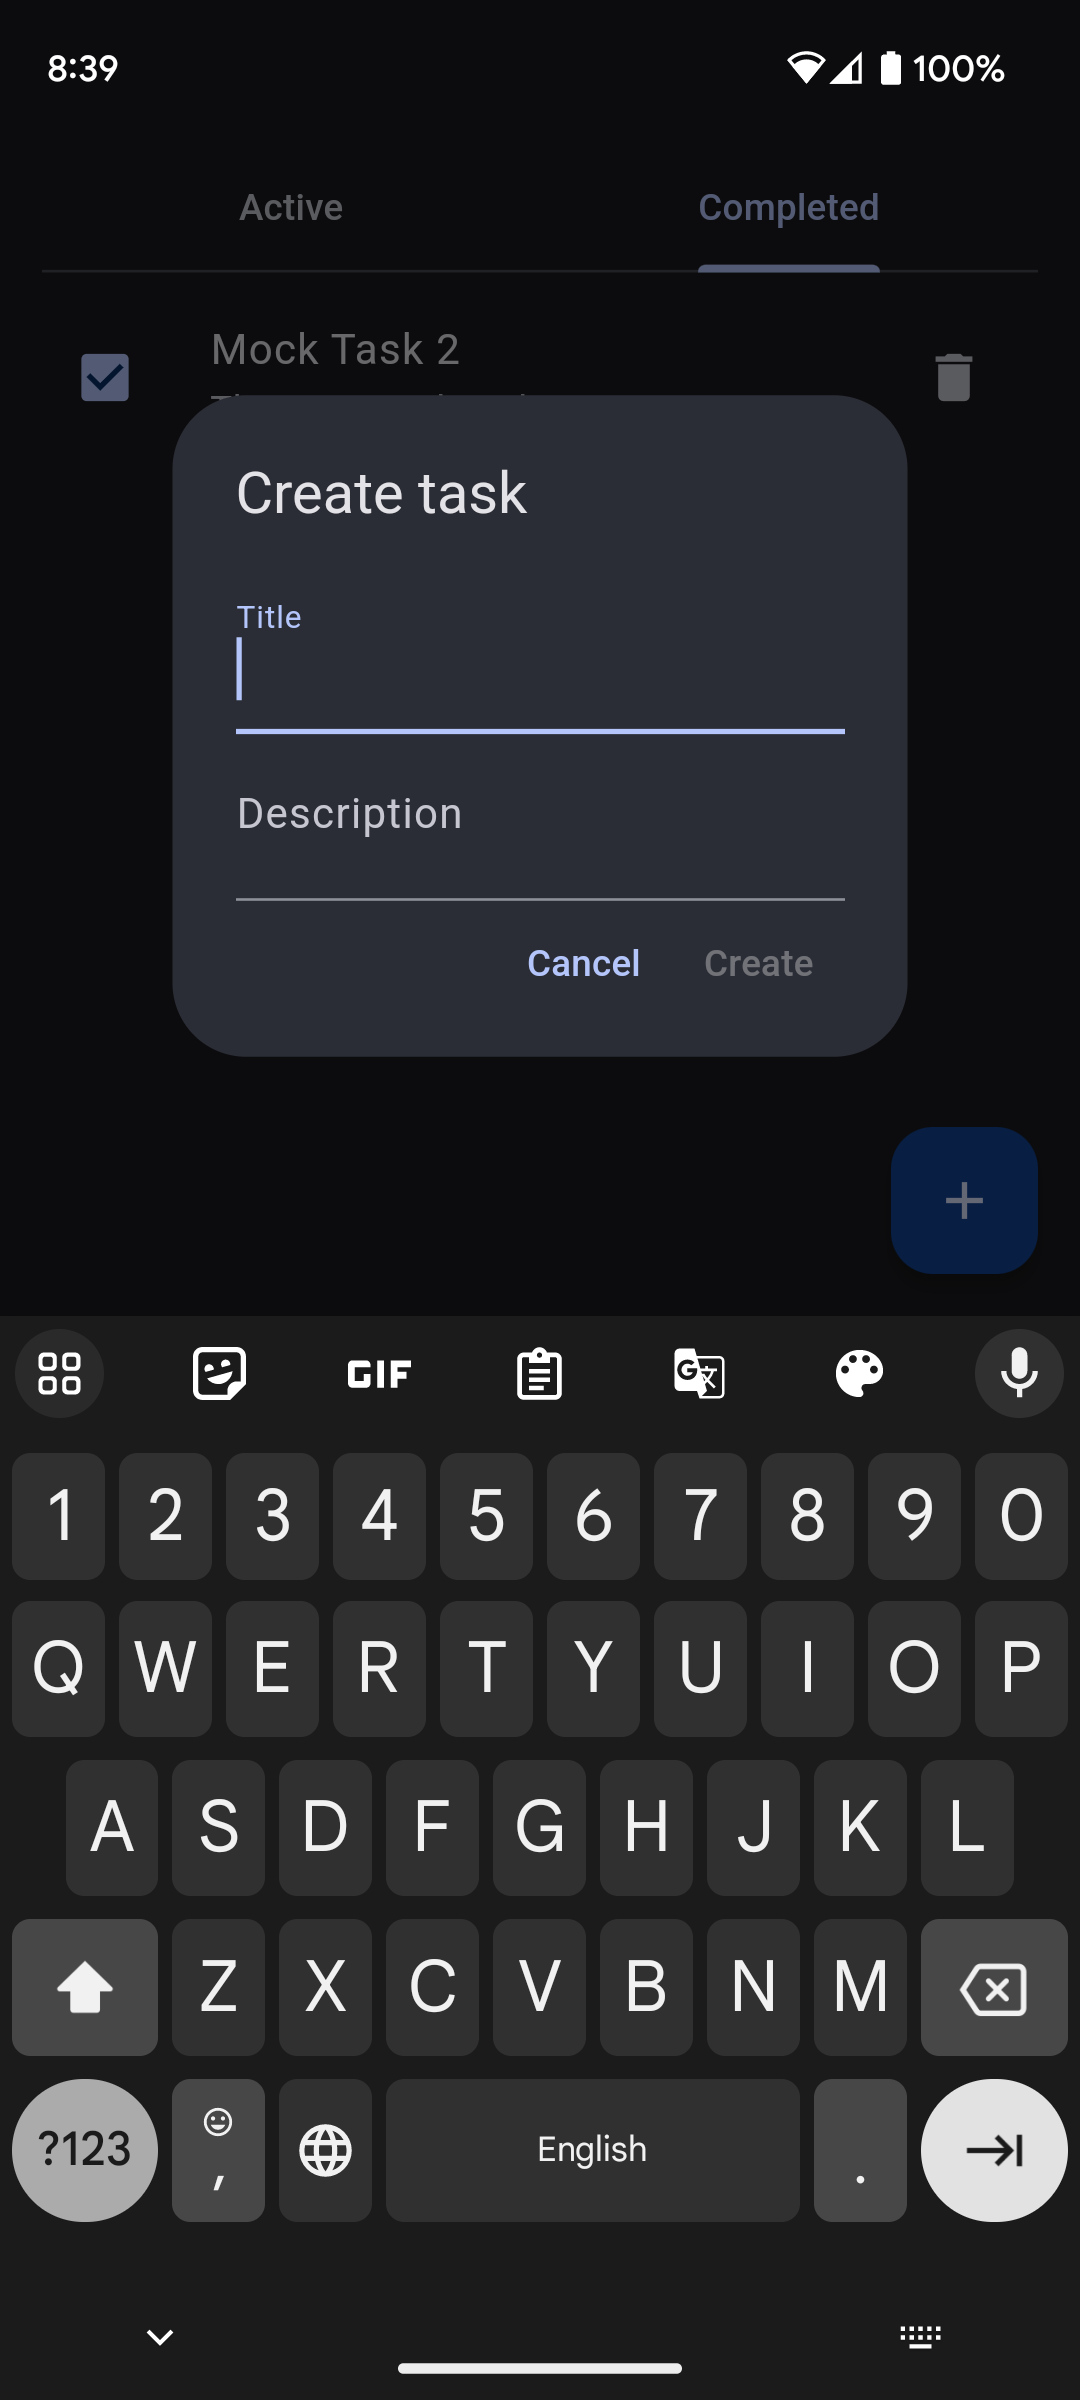 8:39 100%
Active Completed
Mock Task 2
Create task
Title
Description
Cancel Create
GIF
1 2 3 4 5 6 7 8 9 0
Q W E R T Y U I O P
A S D F G H J K L
Z X C V B N M
?123 , English .